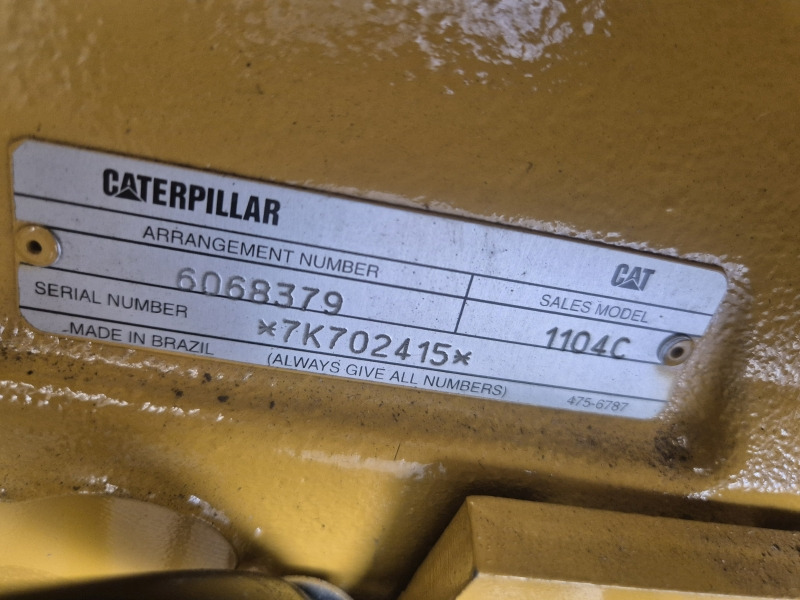 CATERPILLAR
CAT
ARRANGEMENT NUMBER
SALES MODEL
6068379
1104C
SERIAL NUMBER
*7K702415*
MADE IN BRAZIL
(ALWAYS GIVE ALL NUMBERS)
475-6787